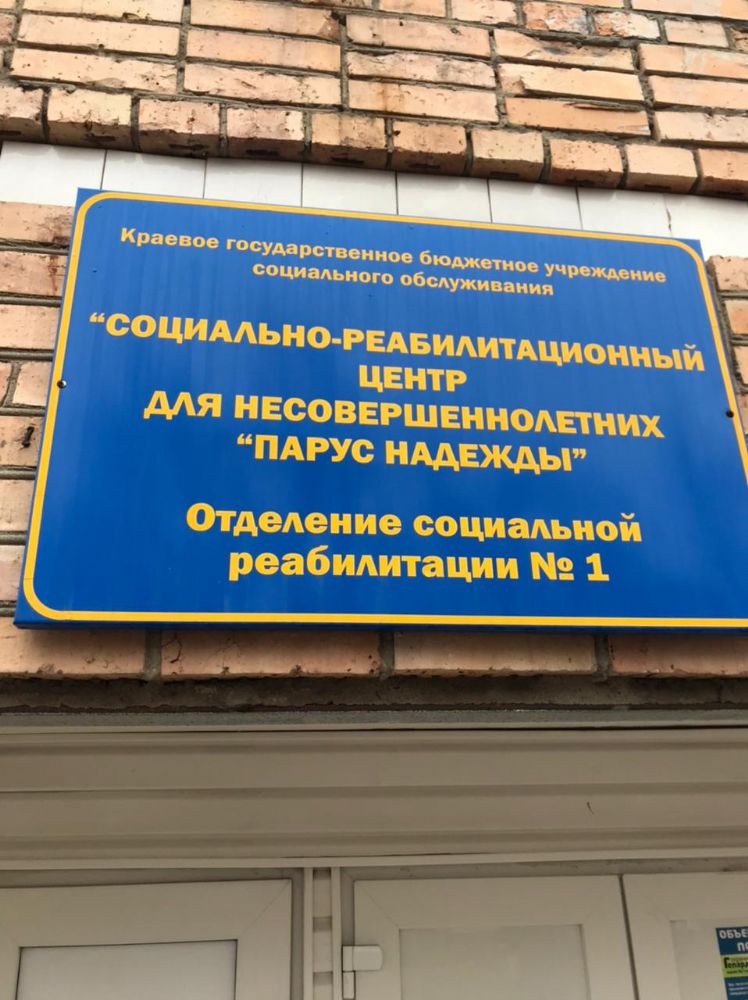 Краевое государственное бюджетное учреждение
социального обслуживания
“СОЦИАЛЬНО-РЕАБИЛИТАЦИОННЫЙ
ЦЕНТР
ДЛЯ НЕСОВЕРШЕННОЛЕТНИХ
“ПАРУС НАДЕЖДЫ”
Отделение социальной
реабилитации № 1